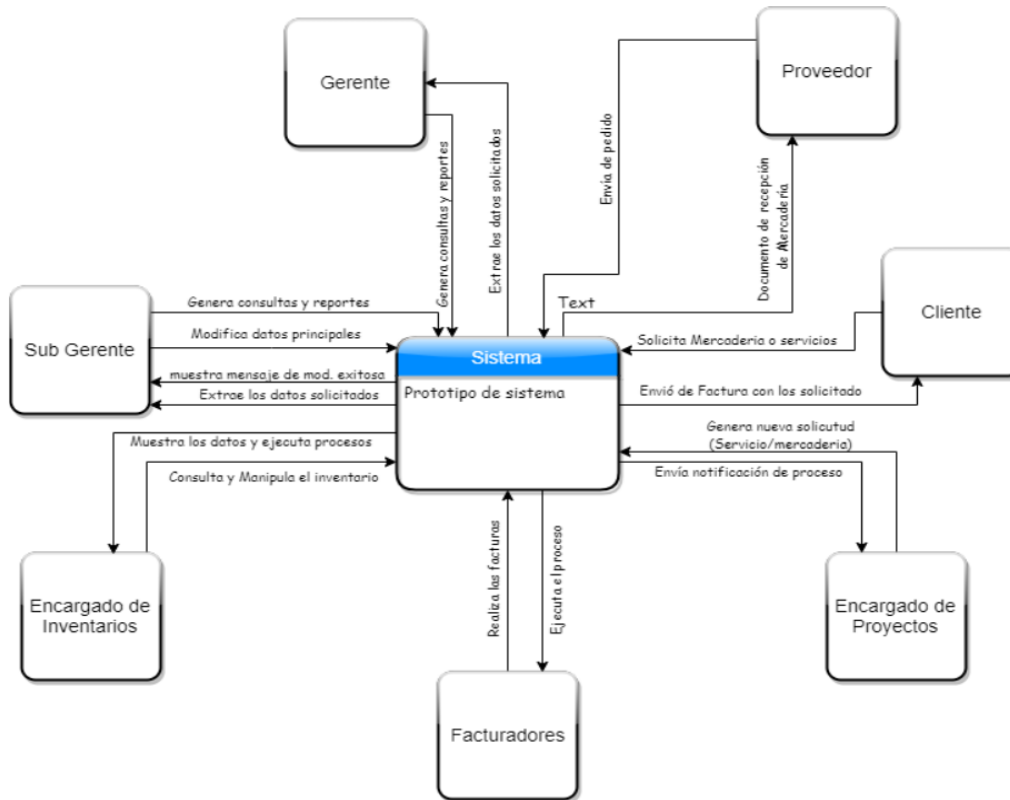 Gerente
Proveedor
Genera consultas y reportes
Extrae los datos solicitados
Envia de pedido
Documento de recepción
de Mercadería
Text
Cliente
Solicita Mercaderia o servicios
Envió de Factura con los solicitado
Sub Gerente
Genera consultas y reportes
Modifica datos principales
muestra mensaje de mod. exitosa
Extrae los datos solicitados
Sistema
Prototipo de sistema
Muestra los datos y ejecuta procesos
Consulta y Manipula el inventario
Genera nueva solicutud
(Servicio/mercaderia)
Envía notificación de proceso
Realiza las facturas
Ejecuta el proceso
Encargado de
Inventarios
Encargado de
Proyectos
Facturadores